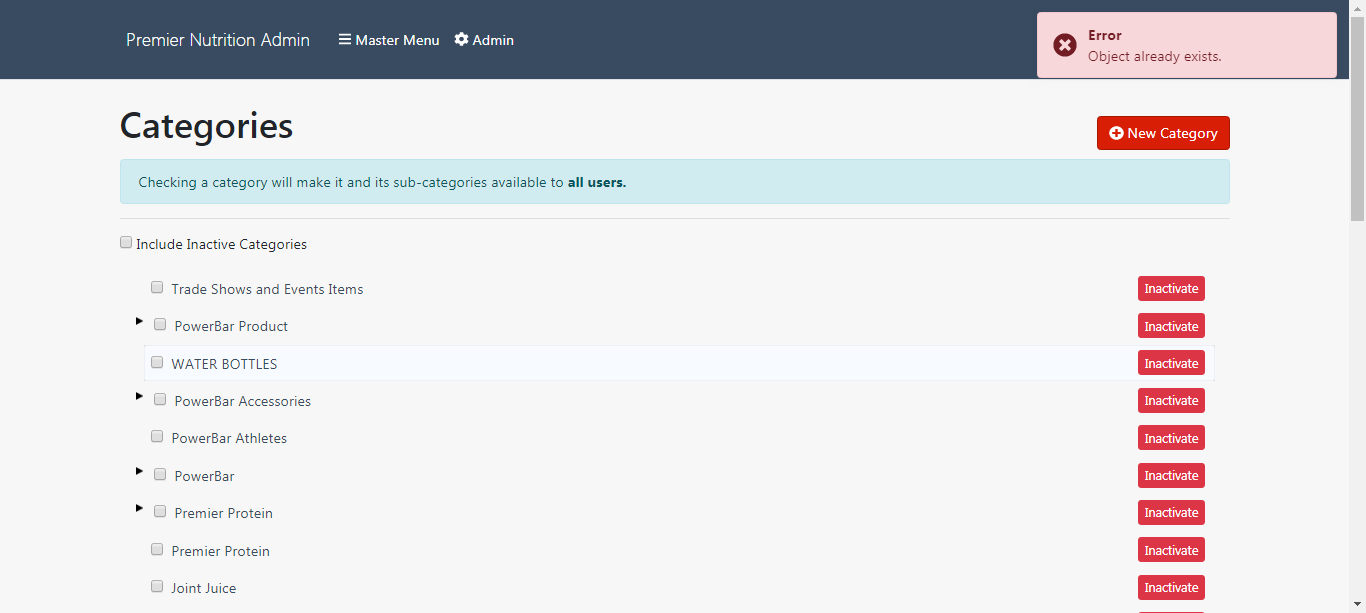 Premier Nutrition Admin
Master Menu
Admin
Error
Object already exists.
Categories
New Category
Checking a category will make it and its sub-categories available to all users.
Include Inactive Categories
Trade Shows and Events Items
Inactivate
PowerBar Product
Inactivate
WATER BOTTLES
Inactivate
PowerBar Accessories
Inactivate
PowerBar Athletes
Inactivate
PowerBar
Inactivate
Premier Protein
Inactivate
Premier Protein
Inactivate
Joint Juice
Inactivate